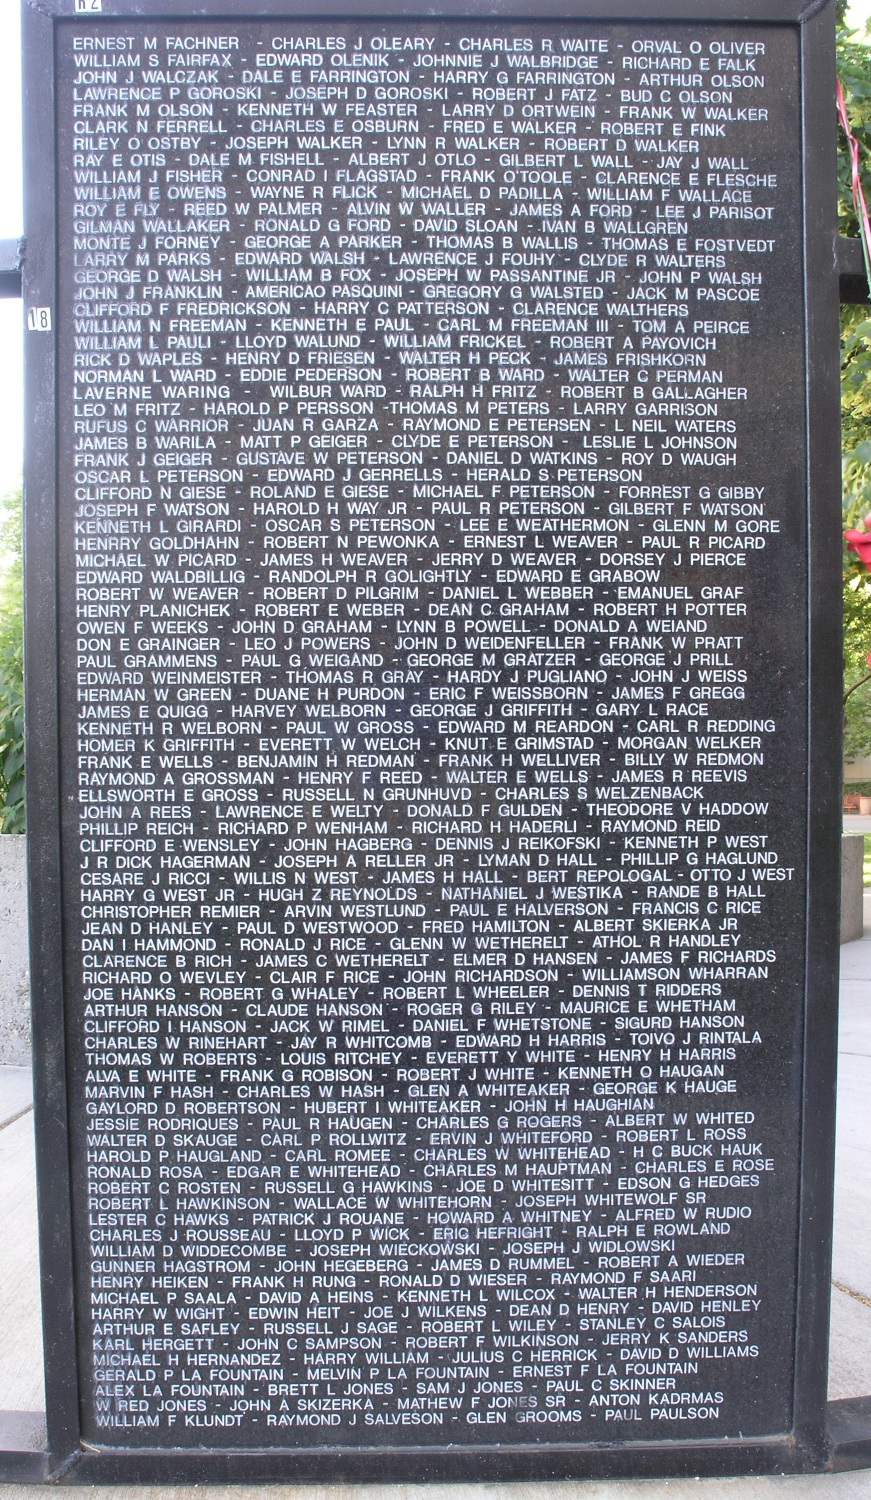 R2
18
ERNEST M FACHNER - CHARLES J OLEARY - CHARLES R WAITE - ORVAL O OLIVER
WILLIAM S FAIRFAX - EDWARD OLENIK - JOHNNIE J WALBRIDGE - RICHARD E FALK
JOHN J WALCZAK - DALE E FARRINGTON - HARRY G FARRINGTON - ARTHUR OLSON
LAWRENCE P GOROSKI - JOSEPH D GOROSKI - ROBERT J FATZ - BUD C OLSON
FRANK M OLSON - KENNETH W FEASTER - LARRY D ORTWEIN - FRANK W WALKER
CLARK N FERRELL - CHARLES E OSBURN - FRED E WALKER - ROBERT E FINK
RILEY O OSTBY - JOSEPH WALKER - LYNN R WALKER - ROBERT D WALKER
RAY E OTIS - DALE M FISHELL - ALBERT J OTLO - GILBERT L WALL - JAY J WALL
WILLIAM J FISHER - CONRAD I FLAGSTAD - FRANK O'TOOLE - CLARENCE E FLESCHE
WILLIAM E OWENS - WAYNE R FLICK - MICHAEL D PADILLA - WILLIAM F WALLACE
ROY E FLY - REED W PALMER - ALVIN W WALLER - JAMES A FORD - LEE J PARISOT
GILMAN WALLAKER - RONALD G FORD - DAVID SLOAN - IVAN B WALLGREN
MONTE J FORNEY - GEORGE A PARKER - THOMAS B WALLIS - THOMAS E FOSTVEDT
LARRY M PARKS - EDWARD WALSH - LAWRENCE J FOUHY - CLYDE R WALTERS
GEORGE D WALSH - WILLIAM B FOX - JOSEPH W PASSANTINE JR - JOHN P WALSH
JOHN J FRANKLIN - AMERICAO PASQUINI - GREGORY G WALSTED - JACK M PASCOE
CLIFFORD F FREDRICKSON - HARRY C PATTERSON - CLARENCE WALTHERS
WILLIAM N FREEMAN - KENNETH E PAUL - CARL M FREEMAN III - TOM A PEIRCE
WILLIAM L PAULI - LLOYD WALUND - WILLIAM FRICKEL - ROBERT A PAYOVICH
RICK D WAPLES - HENRY D FRIESEN - WALTER H PECK - JAMES FRISHKORN
NORMAN L WARD - EDDIE PEDERSON - ROBERT B WARD - WALTER C PERMAN
LAVERNE WARING - WILBUR WARD - RALPH H FRITZ - ROBERT B GALLAGHER
LEO M FRITZ - HAROLD P PERSSON -THOMAS M PETERS - LARRY GARRISON
RUFUS C WARRIOR - JUAN R GARZA - RAYMOND E PETERSEN - L NEIL WATERS
JAMES B WARILA - MATT P GEIGER - CLYDE E PETERSON - LESLIE L JOHNSON
FRANK J GEIGER - GUSTAVE W PETERSON - DANIEL D WATKINS - ROY D WAUGH
OSCAR L PETERSON - EDWARD J GERRELLS - HERALD S PETERSON
CLIFFORD N GIESE - ROLAND E GIESE - MICHAEL F PETERSON - FORREST G GIBBY
JOSEPH F WATSON - HAROLD H WAY JR - PAUL R PETERSON - GILBERT F WATSON
KENNETH L GIRARDI - OSCAR S PETERSON - LEE E WEATHERMON - GLENN M GORE
HENRRY GOLDHAHN - ROBERT N PEWONKA - ERNEST L WEAVER - PAUL R PICARD
MICHAEL W PICARD - JAMES H WEAVER - JERRY D WEAVER - DORSEY J PIERCE
EDWARD WALDBILLIG - RANDOLPH R GOLIGHTLY - EDWARD E GRABOW
ROBERT W WEAVER - ROBERT D PILGRIM - DANIEL L WEBBER - EMANUEL GRAF
HENRY PLANICHEK - ROBERT E WEBER - DEAN C GRAHAM - ROBERT H POTTER
OWEN F WEEKS - JOHN D GRAHAM - LYNN B POWELL - DONALD A WEIAND
DON E GRAINGER - LEO J POWERS - JOHN D WEIDENFELLER - FRANK W PRATT
PAUL GRAMMENS - PAUL G WEIGAND - GEORGE M GRATZER - GEORGE J PRILL
EDWARD WEINMEISTER - THOMAS R GRAY - HARDY J PUGLIANO - JOHN J WEISS
HERMAN W GREEN - DUANE H PURDON - ERIC F WEISSBORN - JAMES F GREGG
JAMES E QUIGG - HARVEY WELBORN - GEORGE J GRIFFITH - GARY L RACE
KENNETH R WELBORN - PAUL W GROSS - EDWARD M REARDON - CARL R REDDING
HOMER K GRIFFITH - EVERETT W WELCH - KNUT E GRIMSTAD - MORGAN WELKER
FRANK E WELLS - BENJAMIN H REDMAN - FRANK H WELLIVER - BILLY W REDMON
RAYMOND A GROSSMAN - HENRY F REED - WALTER E WELLS - JAMES R REEVIS
ELLSWORTH E GROSS - RUSSELL N GRUNHUVD - CHARLES S WELZENBACK
JOHN A REES - LAWRENCE E WELTY - DONALD F GULDEN - THEODORE V HADDOW
PHILLIP REICH - RICHARD P WENHAM - RICHARD H HADERLI - RAYMOND REID
CLIFFORD E WENSLEY - JOHN HAGBERG - DENNIS J REIKOFSKI - KENNETH P WEST
J R DICK HAGERMAN - JOSEPH A RELLER JR - LYMAN D HALL - PHILLIP G HAGLUND
CESARE J RICCI - WILLIS N WEST - JAMES H HALL - BERT REPOLOGAL - OTTO J WEST
HARRY G WEST JR - HUGH Z REYNOLDS - NATHANIEL J WESTIKA - RANDE B HALL
CHRISTOPHER REMIER - ARVIN WESTLUND - PAUL E HALVERSON - FRANCIS C RICE
JEAN D HANLEY - PAUL D WESTWOOD - FRED HAMILTON - ALBERT SKIERKA JR
DAN I HAMMOND - RONALD J RICE - GLENN W WETHERELT - ATHOL R HANDLEY
CLARENCE B RICH - JAMES C WETHERELT - ELMER D HANSEN - JAMES F RICHARDS
RICHARD O WEVLEY - CLAIR F RICE - JOHN RICHARDSON - WILLIAMSON WHARRAN
JOE HANKS - ROBERT G WHALEY - ROBERT L WHEELER - DENNIS T RIDDERS
ARTHUR HANSON - CLAUDE HANSON - ROGER G RILEY - MAURICE E WHETHAM
CLIFFORD I HANSON - JACK W RIMEL - DANIEL F WHETSTONE - SIGURD HANSON
CHARLES W RINEHART - JAY R WHITCOMB - EDWARD H HARRIS - TOIVO J RINTALA
THOMAS W ROBERTS - LOUIS RITCHEY - EVERETT Y WHITE - HENRY H HARRIS
ALVA E WHITE - FRANK G ROBISON - ROBERT J WHITE - KENNETH O HAUGAN
MARVIN F HASH - CHARLES W HASH - GLEN A WHITEAKER - GEORGE K HAUGE
GAYLORD D ROBERTSON - HUBERT I WHITEAKER - JOHN H HAUGHIAN
JESSIE RODRIQUES - PAUL R HAUGEN - CHARLES G ROGERS - ALBERT W WHITED
WALTER D SKAUGE - CARL P ROLLWITZ - ERVIN J WHITEFORD - ROBERT L ROSS
HAROLD P HAUGLAND - CARL ROMEE - CHARLES W WHITEHEAD - H C BUCK HAUK
RONALD ROSA - EDGAR E WHITEHEAD - CHARLES M HAUPTMAN - CHARLES E ROSE
ROBERT C ROSTEN - RUSSELL G HAWKINS - JOE D WHITESITT - EDSON G HEDGES
ROBERT L HAWKINSON - WALLACE W WHITEHORN - JOSEPH WHITEWOLF SR
LESTER C HAWKS - PATRICK J ROUANE - HOWARD A WHITNEY - ALFRED W RUDIO
CHARLES J ROUSSEAU - LLOYD P WICK - ERIC HEFRIGHT - RALPH E ROWLAND
WILLIAM D WIDDECOMBE - JOSEPH WIECKOWSKI - JOSEPH J WIDLOWSKI
GUNNER HAGSTROM - JOHN HEGEBERG - JAMES D RUMMEL - ROBERT A WIEDER
HENRY HEIKEN - FRANK H RUNG - RONALD D WIESER - RAYMOND F SAARI
MICHAEL P SAALA - DAVID A HEINS - KENNETH L WILCOX - WALTER H HENDERSON
HARRY W WIGHT - EDWIN HEIT - JOE J WILKENS - DEAN D HENRY - DAVID HENLEY
ARTHUR E SAFLEY - RUSSELL J SAGE - ROBERT L WILEY - STANLEY C SALOIS
KARL HERGETT - JOHN C SAMPSON - ROBERT F WILKINSON - JERRY K SANDERS
MICHAEL H HERNANDEZ - HARRY WILLIAM - JULIUS C HERRICK - DAVID D WILLIAMS
GERALD P LA FOUNTAIN - MELVIN P LA FOUNTAIN - ERNEST F LA FOUNTAIN
ALEX LA FOUNTAIN - BRETT L JONES - SAM J JONES - PAUL C SKINNER
W RED JONES - JOHN A SKIZERKA - MATHEW F JONES SR - ANTON KADRMAS
WILLIAM F KLUNDT - RAYMOND J SALVESON - GLEN GROOMS - PAUL PAULSON